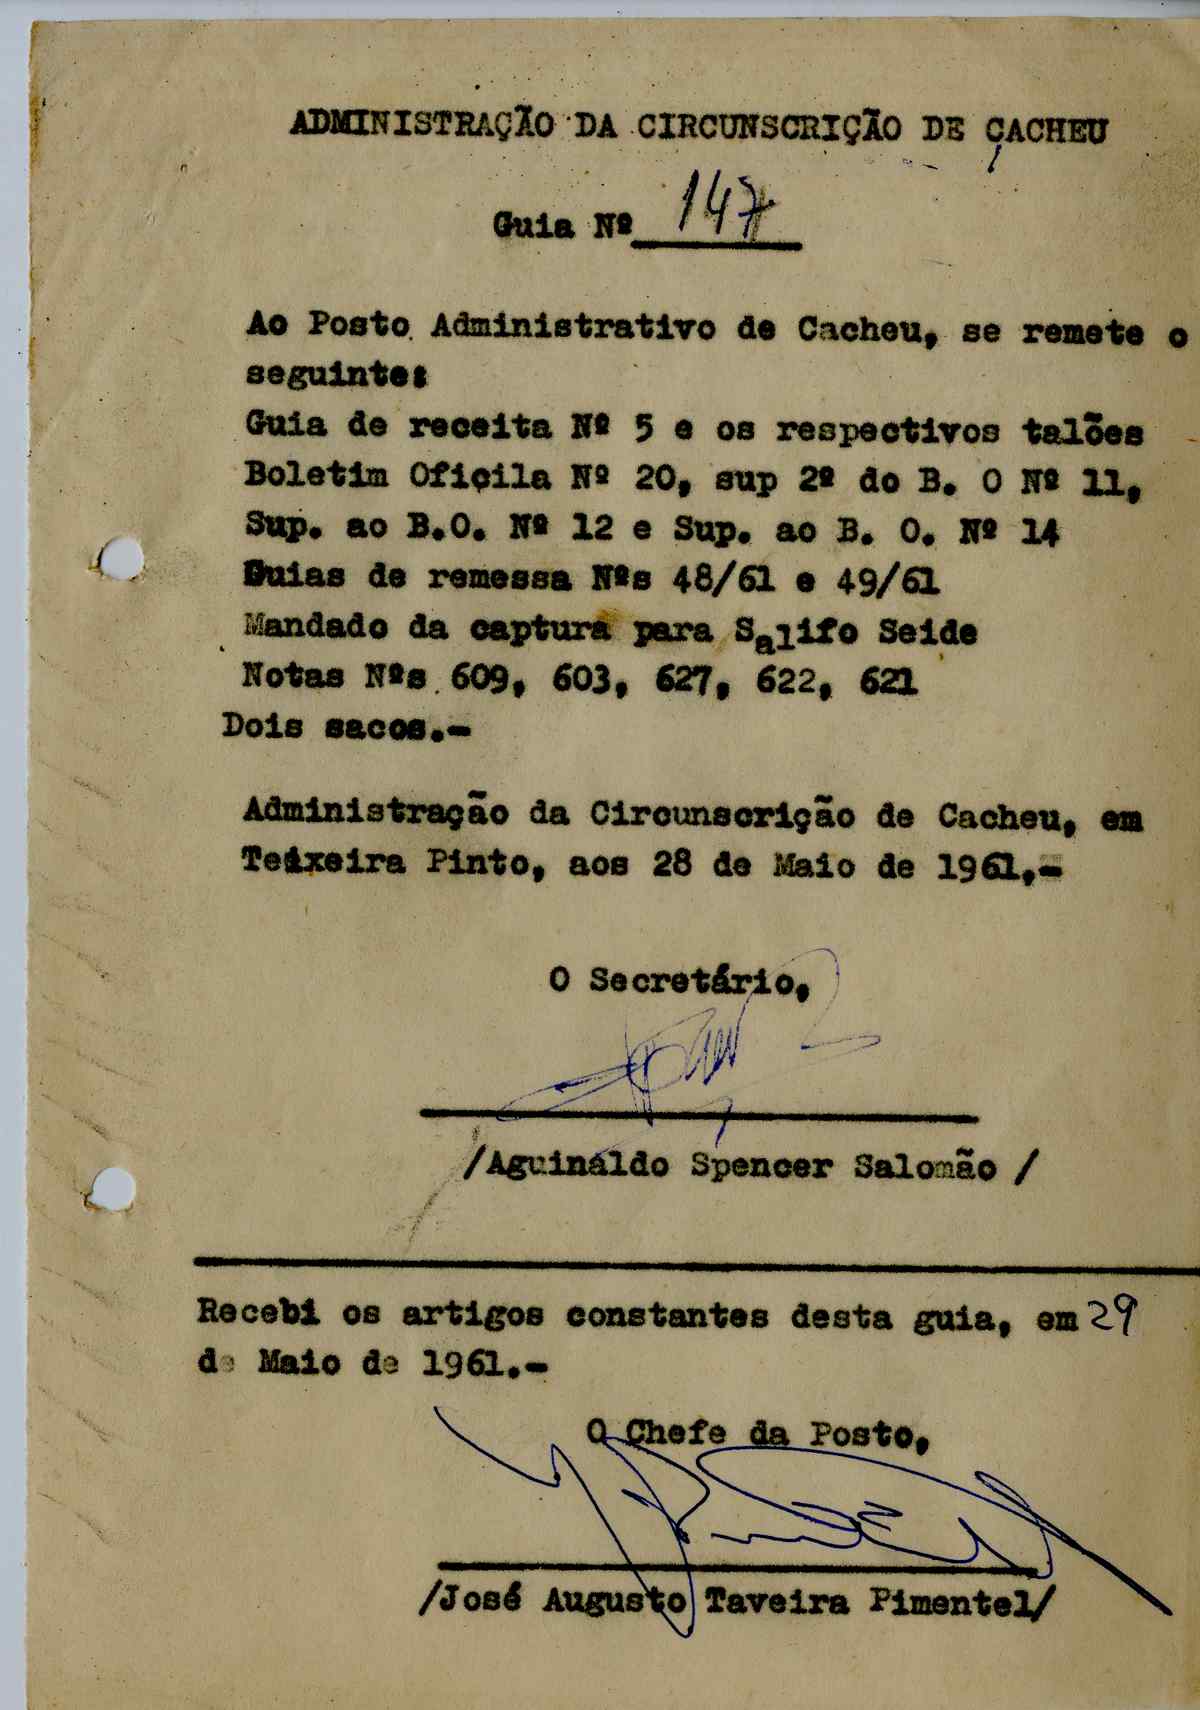 ADMINISTRAÇÃO DA CIRCUNSCRIÇÃO DE CACHEU
Guia Nº 147
Ao Posto Administrativo de Cacheu, se remete o
seguinte:
Guia de receita Nº 5 e os respectivos talões
Boletim Ofiçila Nº 20, sup 2º do B. O Nº 11,
Sup. ao B.O. Nº 12 e Sup. ao B. O. Nº 14
Guias de remessa Nºs 48/61 e 49/61
Mandado da captura para Salifo Seide
Notas Nºs 609, 603, 627, 622, 621
Dois sacos.-
Administração da Circunscrição de Cacheu, em
Teixeira Pinto, aos 28 de Maio de 1961,-
O Secretário,
/Aguinaldo Spencer Salomão /
Recebi os artigos constantes desta guia, em 29
de Maio de 1961.-
O Chefe da Posto,
/José Augusto Taveira Pimentel/